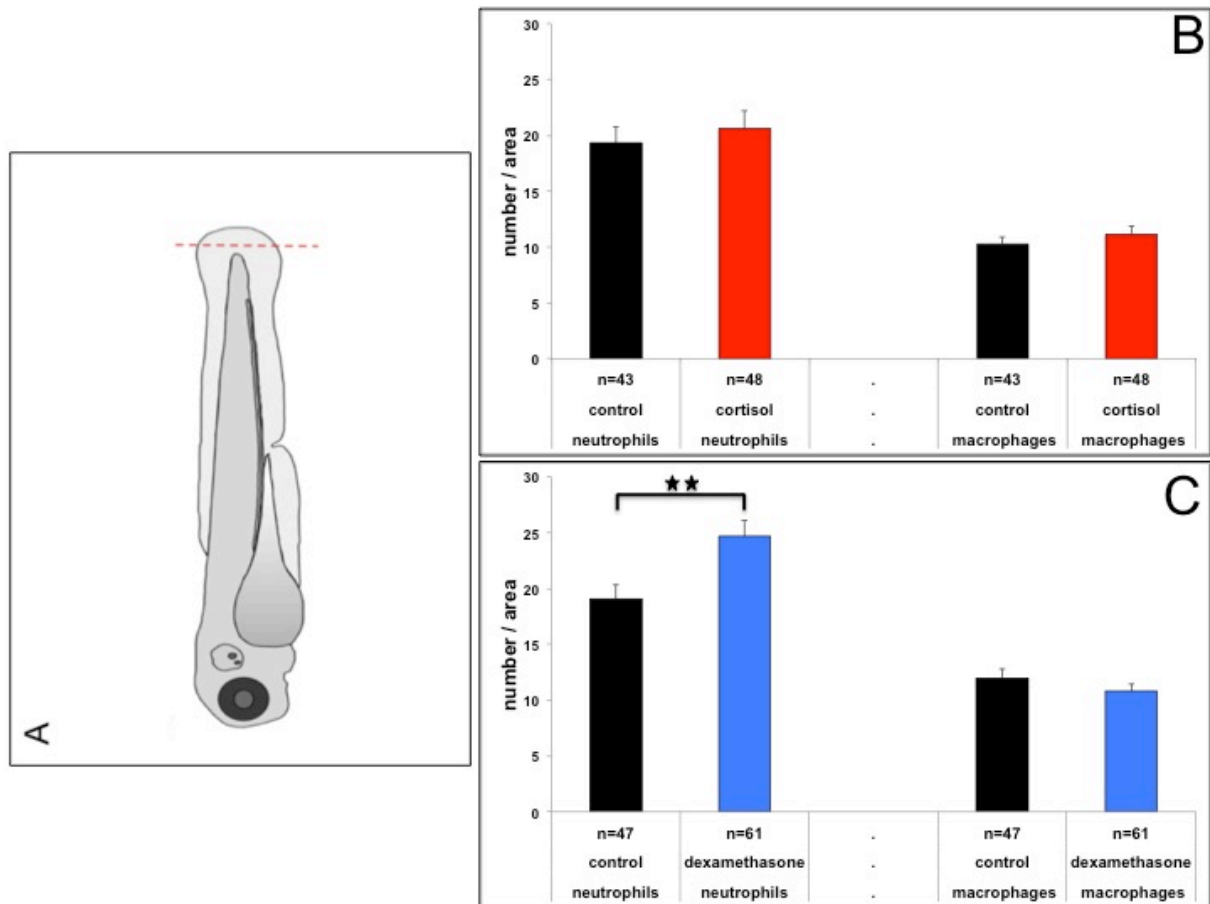 A
B
30
25
20
15
10
5
0
number / area
n=43 n=48 . n=43 n=48
control cortisol . control cortisol
neutrophils neutrophils . macrophages macrophages
C
30
25
20
15
10
5
0
number / area
★★
n=47 n=61 . n=47 n=61
control dexamethasone . control dexamethasone
neutrophils neutrophils . macrophages macrophages